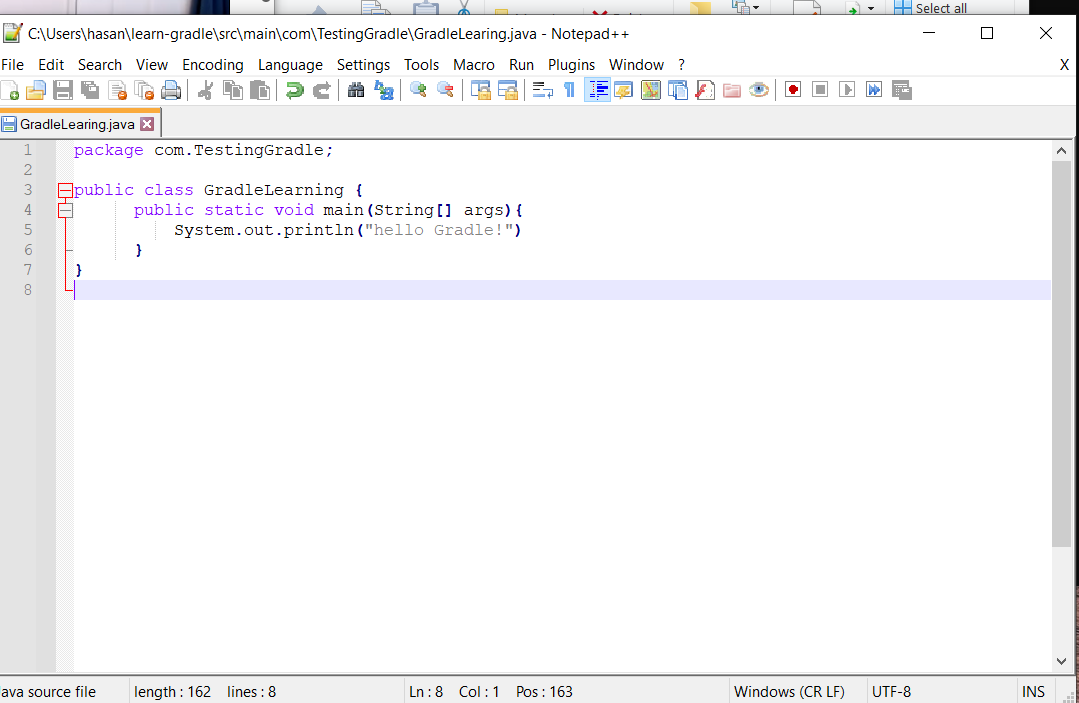 Select all
C:\Users\hasan\learn-gradle\src\main\com\TestingGradle\GradleLearing.java - Notepad++
File Edit Search View Encoding Language Settings Tools Macro Run Plugins Window ? X
GradleLearing.java
1 package com.TestingGradle;
2
3 public class GradleLearning {
4 public static void main(String[] args){
5 System.out.println("hello Gradle!")
6 }
7 }
8
ava source file length : 162 lines : 8 Ln : 8 Col : 1 Pos : 163 Windows (CR LF) UTF-8 INS